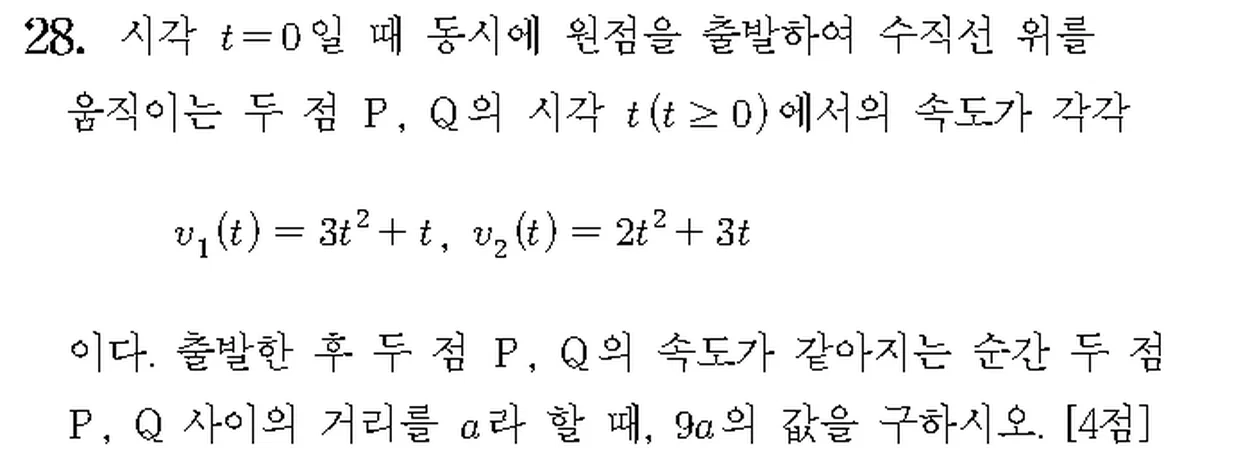 28. 시각 t=0일 때 동시에 원점을 출발하여 수직선 위를
움직이는 두 점 P, Q의 시각 t(t≥0)에서의 속도가 각각
v₁(t)=3t²+t, v₂(t)=2t²+3t
이다. 출발한 후 두 점 P, Q의 속도가 같아지는 순간 두 점
P, Q 사이의 거리를 a라 할 때, 9a의 값을 구하시오. [4점]